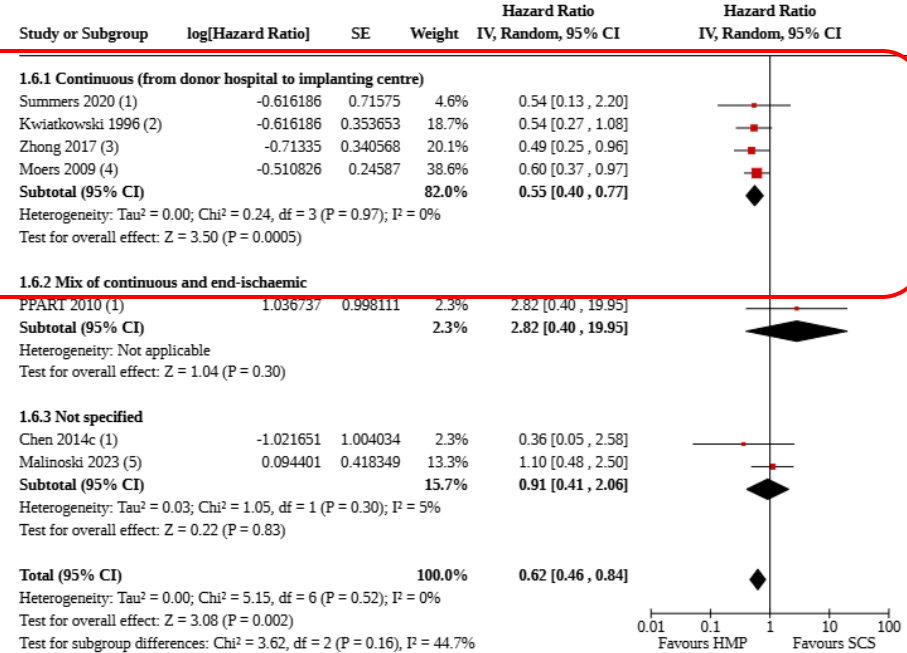 Hazard Ratio Hazard Ratio
Study or Subgroup log[Hazard Ratio] SE Weight IV, Random, 95% CI IV, Random, 95% CI
1.6.1 Continuous (from donor hospital to implanting centre)
Summers 2020 (1) -0.616186 0.71575 4.6% 0.54 [0.13 , 2.20]
Kwiatkowski 1996 (2) -0.616186 0.353653 18.7% 0.54 [0.27 , 1.08]
Zhong 2017 (3) -0.71335 0.340568 20.1% 0.49 [0.25 , 0.96]
Moers 2009 (4) -0.510826 0.24587 38.6% 0.60 [0.37 , 0.97]
Subtotal (95% CI) 82.0% 0.55 [0.40 , 0.77]
Heterogeneity: Tau² = 0.00; Chi² = 0.24, df = 3 (P = 0.97); I² = 0%
Test for overall effect: Z = 3.50 (P = 0.0005)
1.6.2 Mix of continuous and end-ischaemic
PPART 2010 (1) 1.036737 0.998111 2.3% 2.82 [0.40 , 19.95]
Subtotal (95% CI) 2.3% 2.82 [0.40 , 19.95]
Heterogeneity: Not applicable
Test for overall effect: Z = 1.04 (P = 0.30)
1.6.3 Not specified
Chen 2014c (1) -1.021651 1.004034 2.3% 0.36 [0.05 , 2.58]
Malinoski 2023 (5) 0.094401 0.418349 13.3% 1.10 [0.48 , 2.50]
Subtotal (95% CI) 15.7% 0.91 [0.41 , 2.06]
Heterogeneity: Tau² = 0.03; Chi² = 1.05, df = 1 (P = 0.30); I² = 5%
Test for overall effect: Z = 0.22 (P = 0.83)
Total (95% CI) 100.0% 0.62 [0.46 , 0.84]
Heterogeneity: Tau² = 0.00; Chi² = 5.15, df = 6 (P = 0.52); I² = 0%
Test for overall effect: Z = 3.08 (P = 0.002)
0.01 0.1 1 10 100
Test for subgroup differences: Chi² = 3.62, df = 2 (P = 0.16), I² = 44.7% Favours HMP Favours SCS